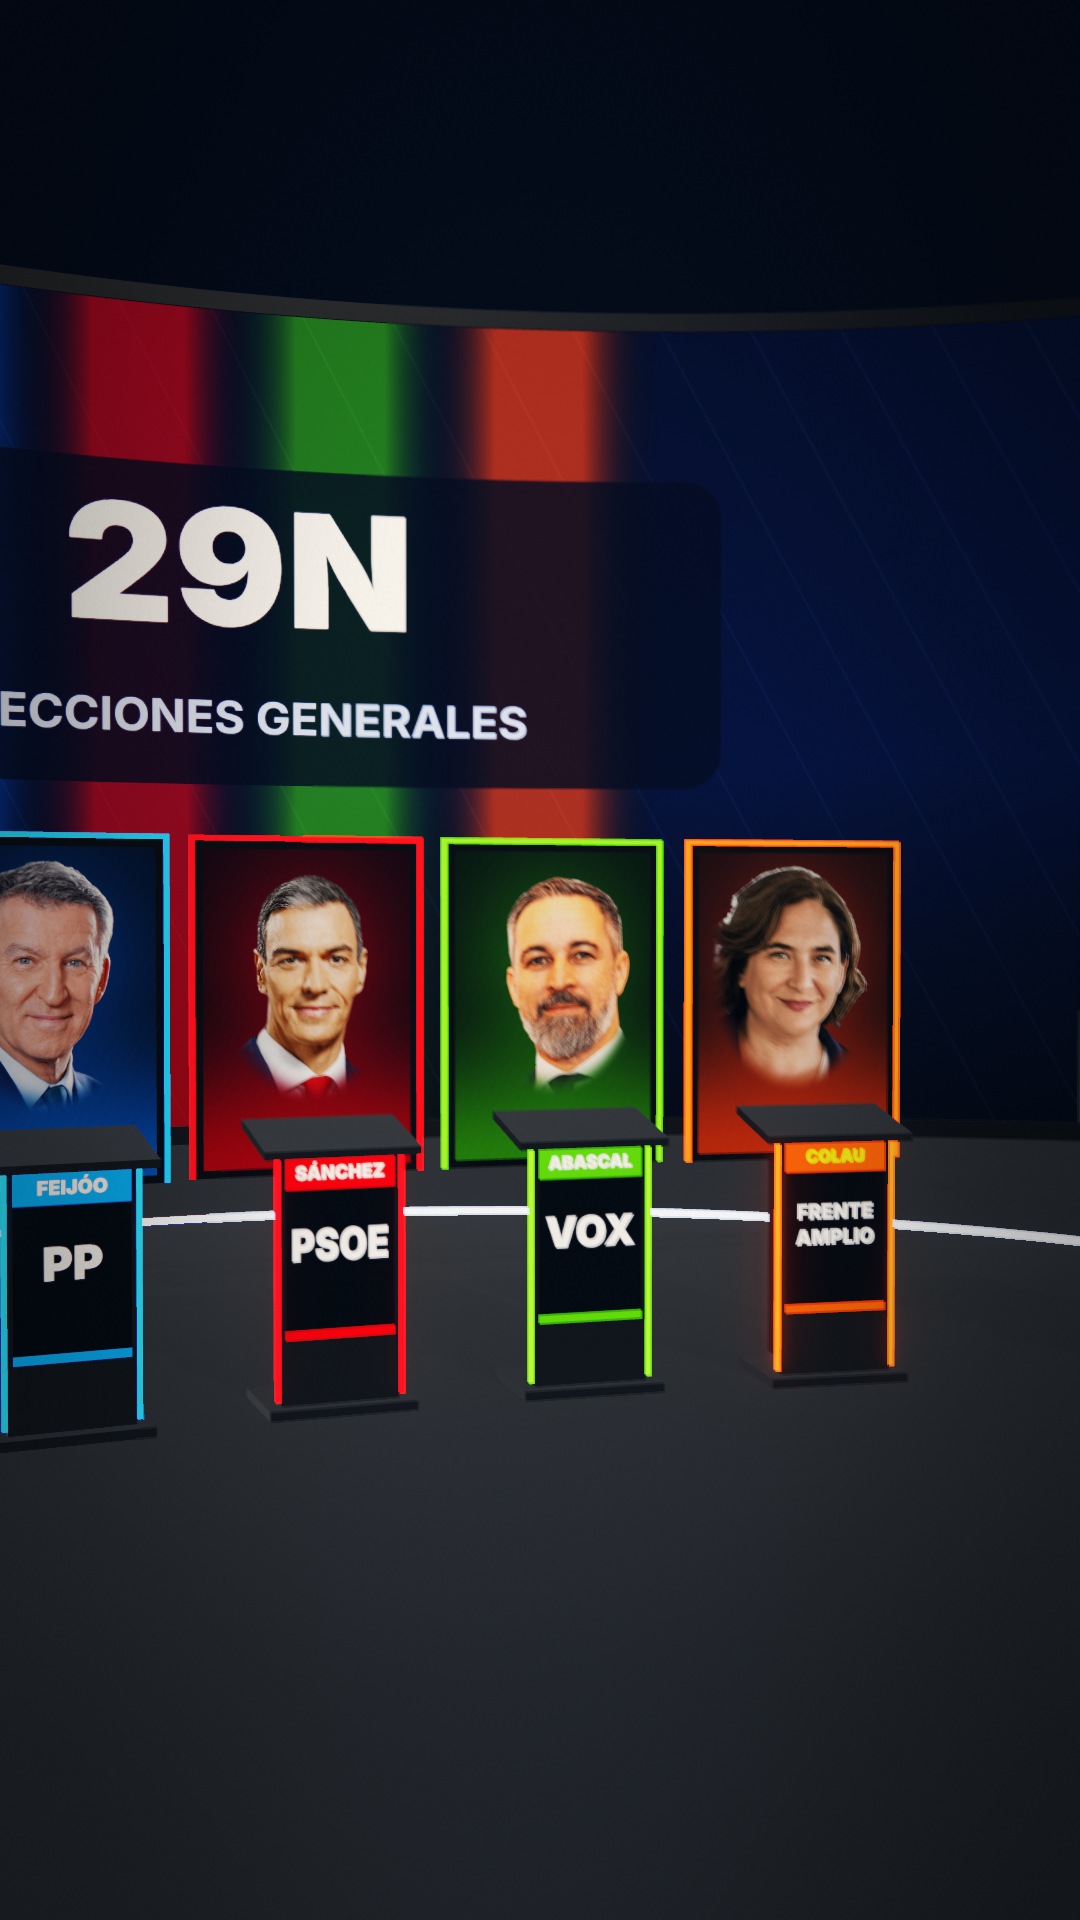 29N
ECCIONES GENERALES
FEIJÓO
PP
SÁNCHEZ
PSOE
ABASCAL
VOX
COLAU
FRENTE
AMPLIO